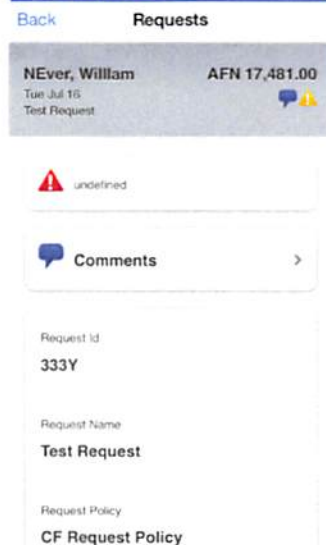 Back Requests
NEver, Willlam AFN 17,481.00
Tue Jul 16
Test Request
undefined
Comments
Request Id
333Y
Request Name
Test Request
Request Policy
CF Request Policy